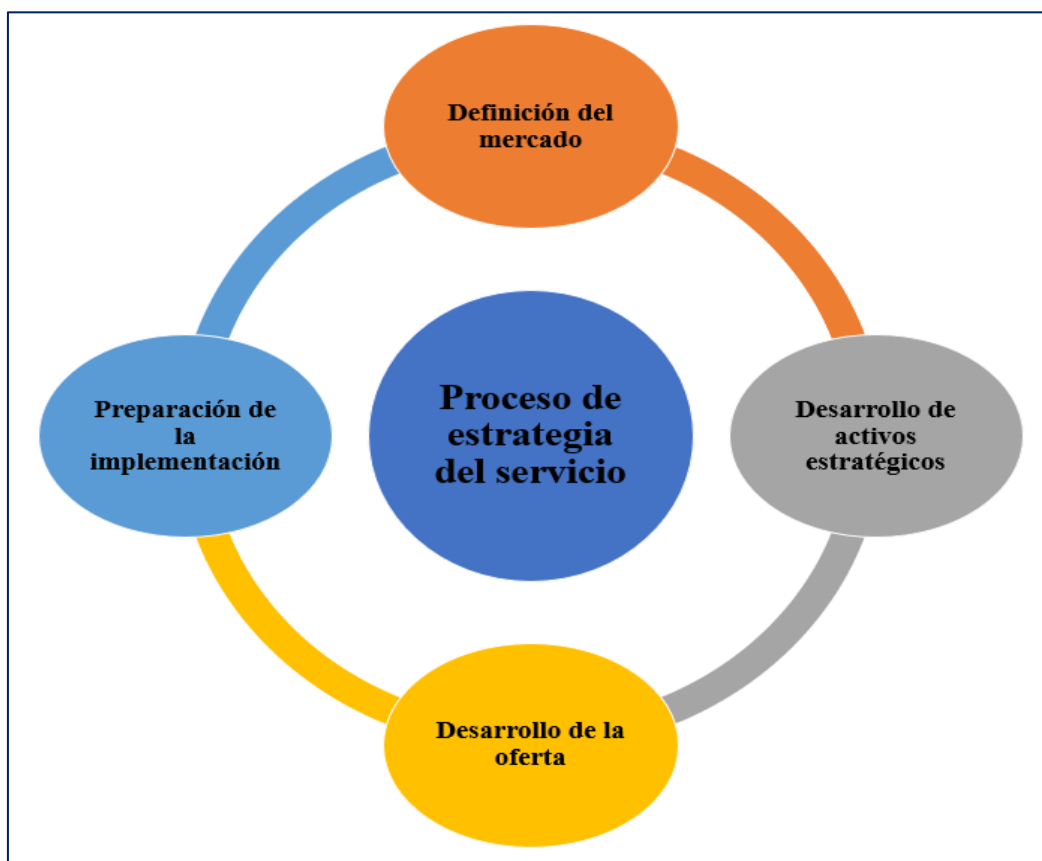 Definición del
mercado
Preparación de
la
implementación
Proceso de
estrategia
del servicio
Desarrollo de
activos
estratégicos
Desarrollo de la
oferta